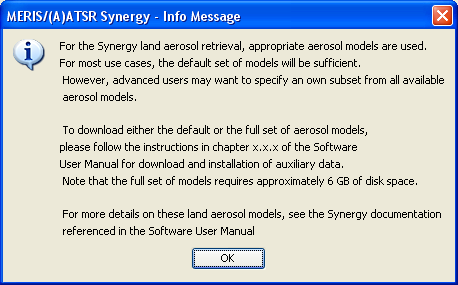 MERIS/(A)ATSR Synergy - Info Message
For the Synergy land aerosol retrieval, appropriate aerosol models are used.
For most use cases, the default set of models will be sufficient.
However, advanced users may want to specify an own subset from all available
aerosol models.
To download either the default or the full set of aerosol models,
please follow the instructions in chapter x.x.x of the Software
User Manual for download and installation of auxiliary data.
Note that the full set of models requires approximately 6 GB of disk space.
For more details on these land aerosol models, see the Synergy documentation
referenced in the Software User Manual
OK